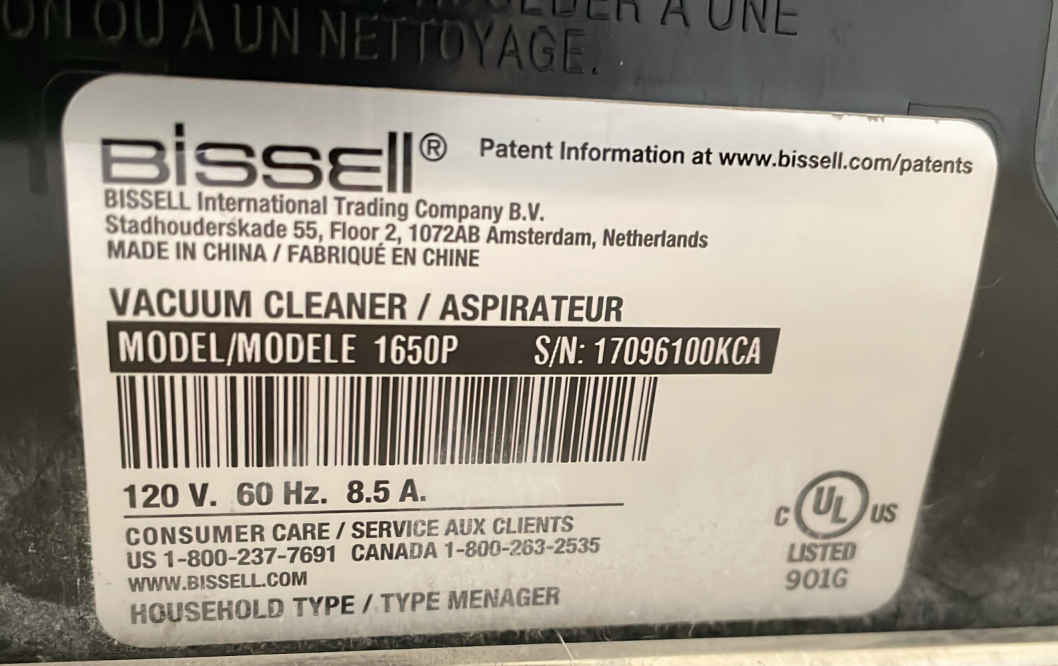 ON OU À UN NETTOYAGE.
À UNE
BISSELL®
Patent Information at www.bissell.com/patents
BISSELL International Trading Company B.V.
Stadhouderskade 55, Floor 2, 1072AB Amsterdam, Netherlands
MADE IN CHINA / FABRIQUÉ EN CHINE
VACUUM CLEANER / ASPIRATEUR
MODEL/MODELE 1650P S/N: 17096100KCA
120 V. 60 Hz. 8.5 A.
CONSUMER CARE / SERVICE AUX CLIENTS
US 1-800-237-7691 CANADA 1-800-263-2535
WWW.BISSELL.COM
HOUSEHOLD TYPE / TYPE MENAGER
C UL US
LISTED
901G